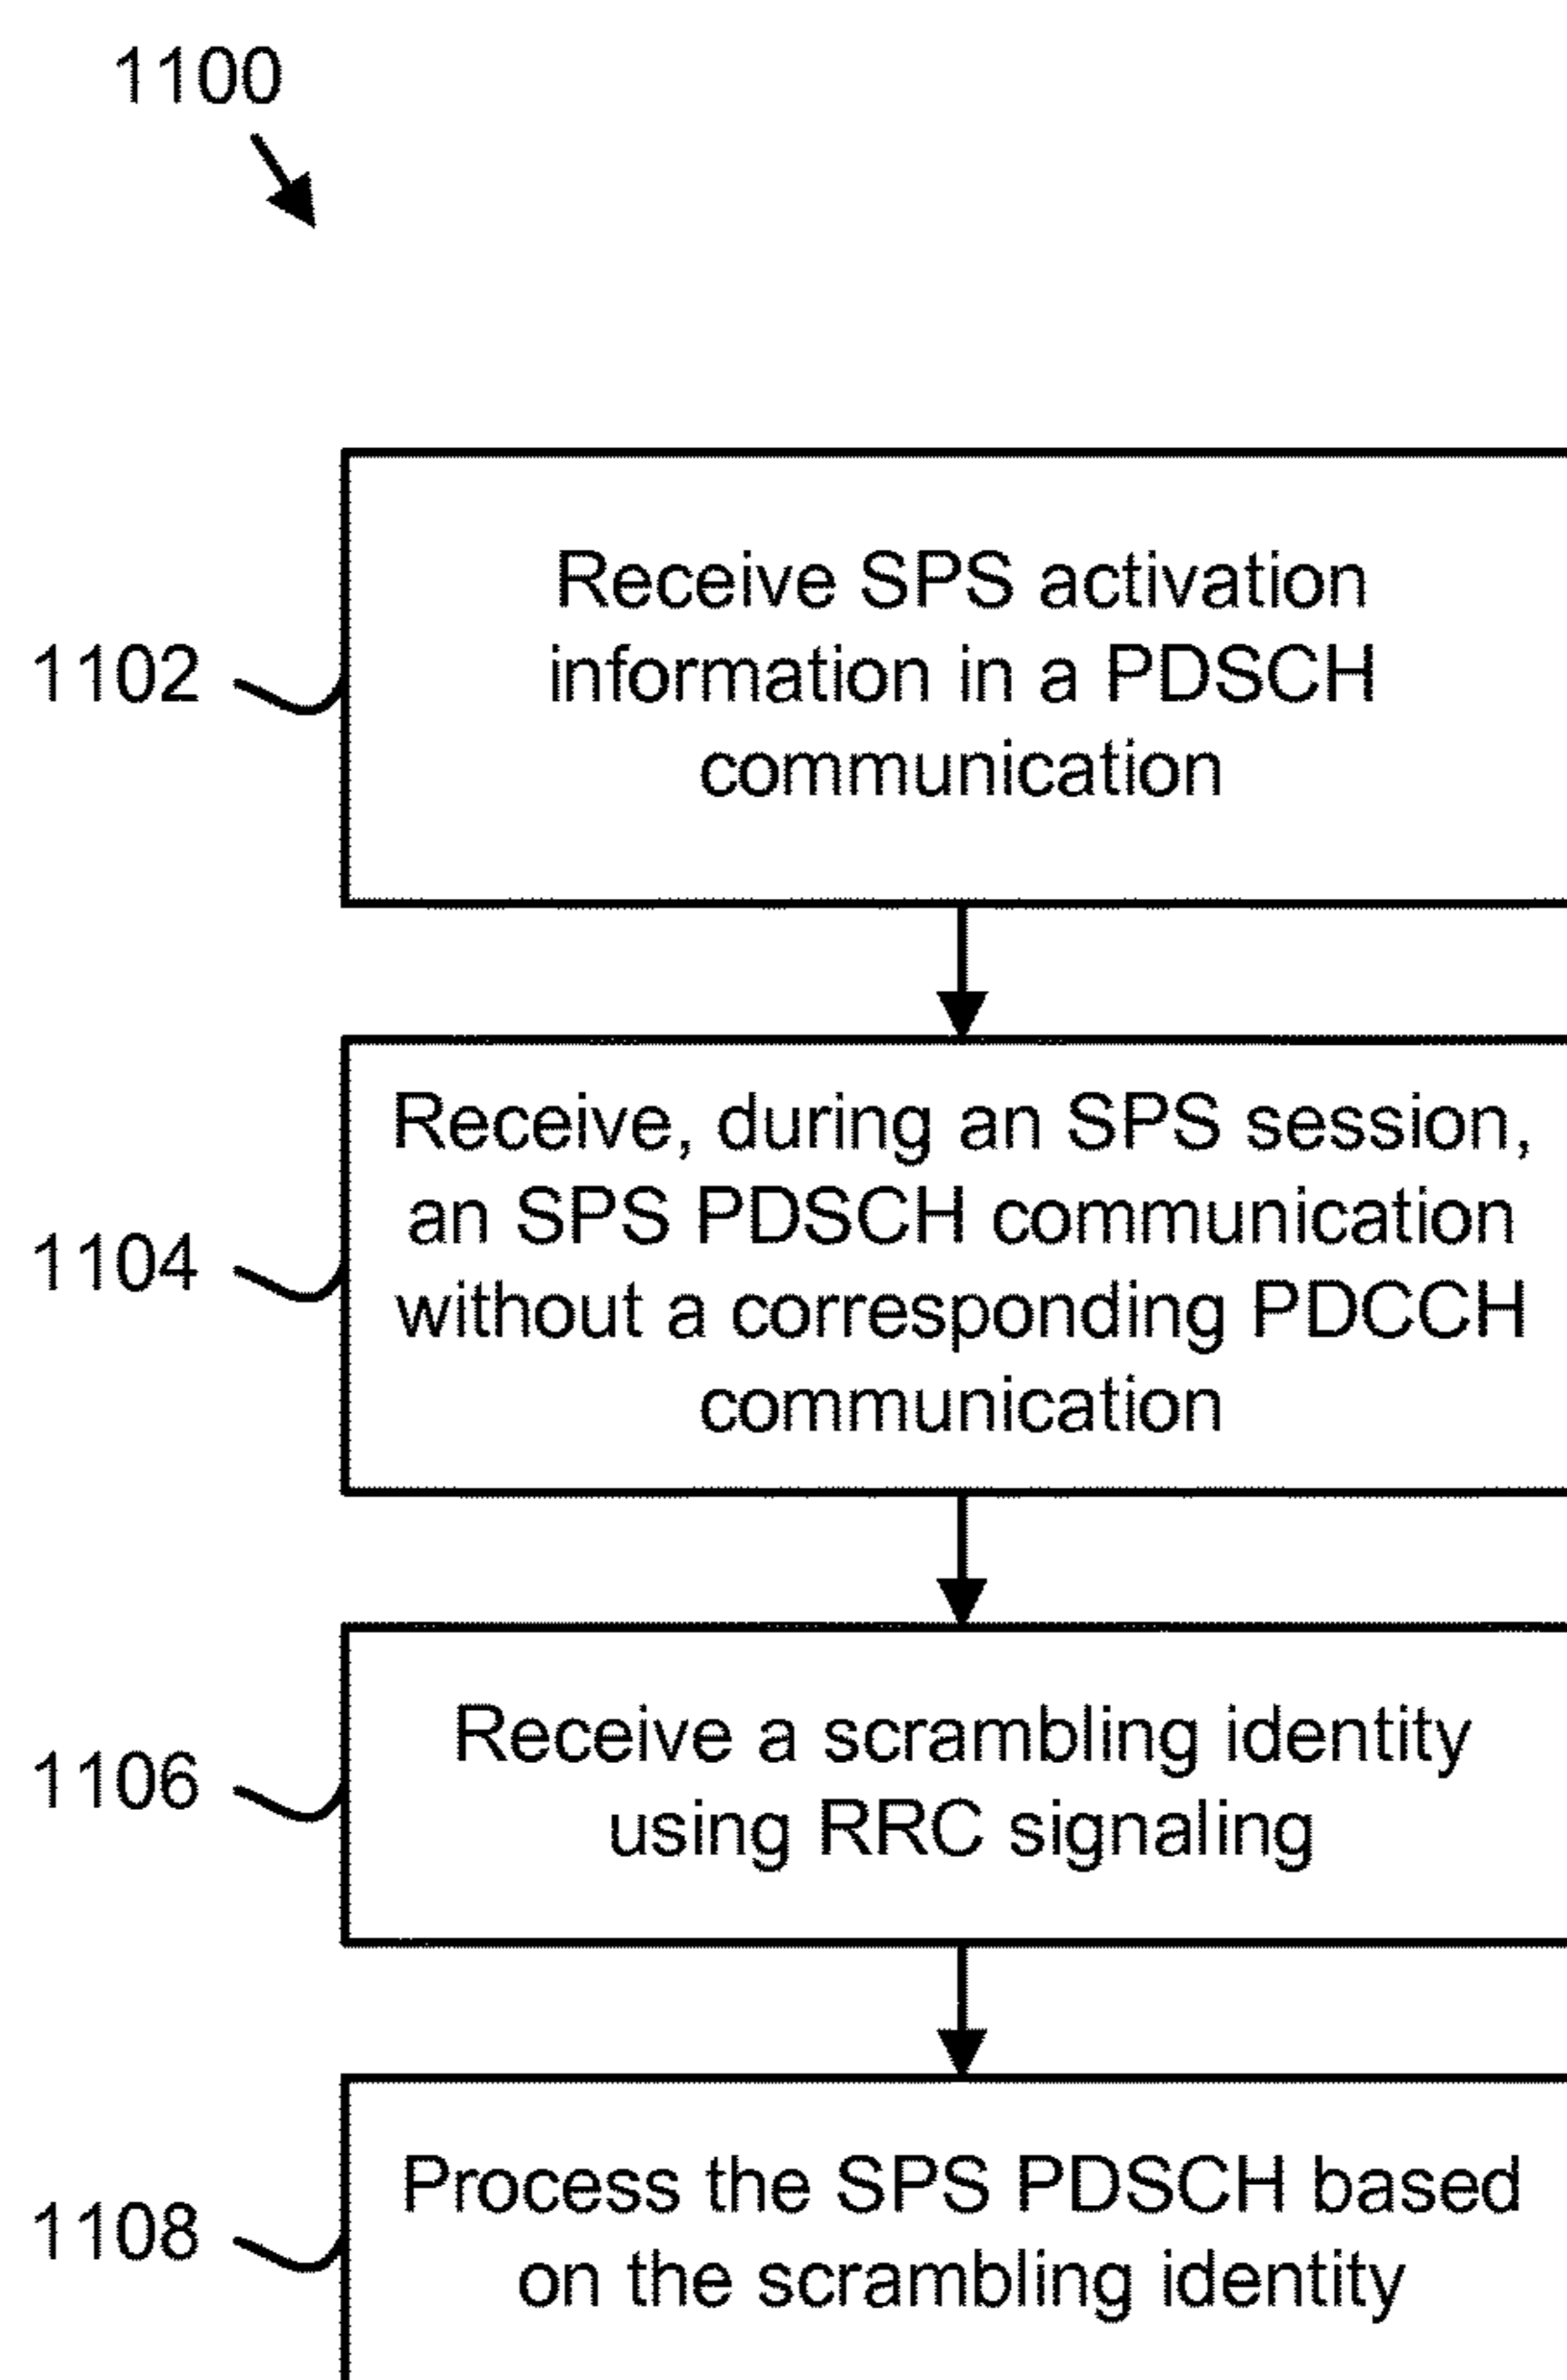 1100
1102
Receive SPS activation
information in a PDSCH
communication
1104
Receive, during an SPS session,
an SPS PDSCH communication
without a corresponding PDCCH
communication
1106
Receive a scrambling identity
using RRC signaling
1108
Process the SPS PDSCH based
on the scrambling identity